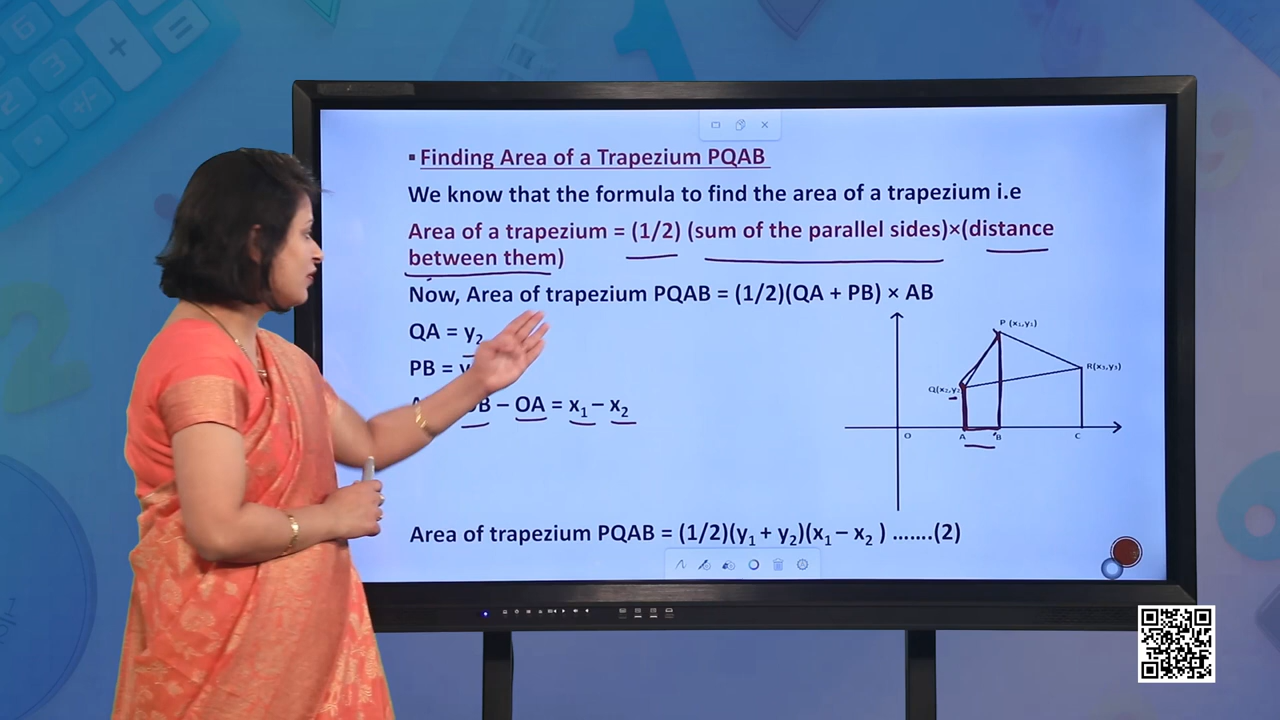 ▪ Finding Area of a Trapezium PQAB
We know that the formula to find the area of a trapezium i.e
Area of a trapezium = (1/2) (sum of the parallel sides)×(distance
between them)
Now, Area of trapezium PQAB = (1/2)(QA + PB) × AB
QA = y₂
PB =
– OA = x₁ – x₂
P (x₁,y₁)
Q(x₂,y₂
R(x₃,y₃)
O A B C
Area of trapezium PQAB = (1/2)(y₁ + y₂)(x₁ – x₂ ) .......(2)